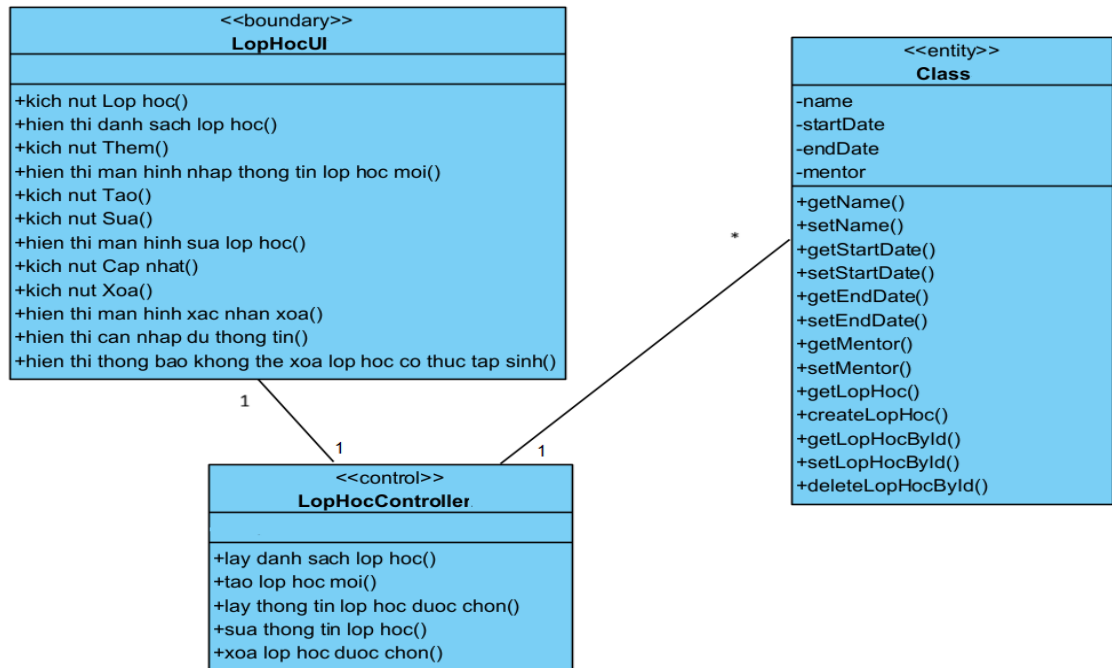 <<boundary>>
LopHocUI
+kich nut Lop hoc()
+hien thi danh sach lop hoc()
+kich nut Them()
+hien thi man hinh nhap thong tin lop hoc moi()
+kich nut Tao()
+kich nut Sua()
+hien thi man hinh sua lop hoc()
+kich nut Cap nhat()
+kich nut Xoa()
+hien thi man hinh xac nhan xoa()
+hien thi can nhap du thong tin()
+hien thi thong bao khong the xoa lop hoc co thuc tap sinh()
1
1
<<control>>
LopHocController
+lay danh sach lop hoc()
+tao lop hoc moi()
+lay thong tin lop hoc duoc chon()
+sua thong tin lop hoc()
+xoa lop hoc duoc chon()
1
*
<<entity>>
Class
-name
-startDate
-endDate
-mentor
+getName()
+setName()
+getStartDate()
+setStartDate()
+getEndDate()
+setEndDate()
+getMentor()
+setMentor()
+getLopHoc()
+createLopHoc()
+getLopHocById()
+setLopHocById()
+deleteLopHocById()